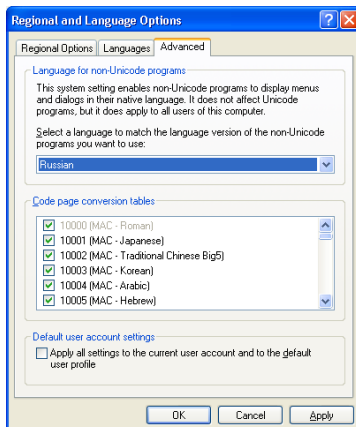 Regional and Language Options
Regional Options Languages Advanced
Language for non-Unicode programs
This system setting enables non-Unicode programs to display menus
and dialogs in their native language. It does not affect Unicode
programs, but it does apply to all users of this computer.
Select a language to match the language version of the non-Unicode
programs you want to use:
Russian
Code page conversion tables
10000 (MAC - Roman)
10001 (MAC - Japanese)
10002 (MAC - Traditional Chinese Big5)
10003 (MAC - Korean)
10004 (MAC - Arabic)
10005 (MAC - Hebrew)
Default user account settings
Apply all settings to the current user account and to the default
user profile
OK Cancel Apply